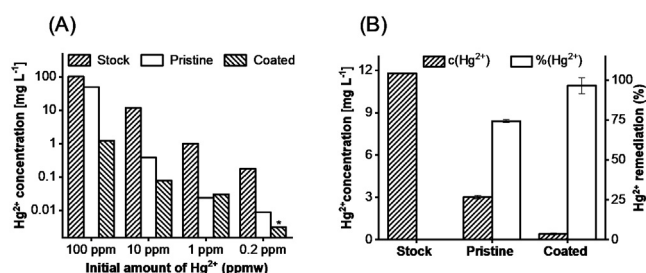 (A)
Stock Pristine Coated
Hg²⁺ concentration [mg L⁻¹]
100
10
1
0.1
0.01
*
100 ppm 10 ppm 1 ppm 0.2 ppm
Initial amount of Hg²⁺ (ppmw)
(B)
c(Hg²⁺) %(Hg²⁺)
Hg²⁺concentration [mg L⁻¹]
12
9
6
3
0
100
75
50
25
0
Hg²⁺ remediation (%)
Stock Pristine Coated